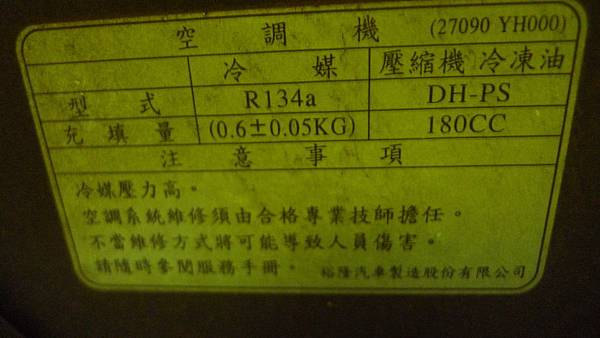 空調機 (27090 YH000)
冷媒 壓縮機 冷凍油
型式 R134a DH-PS
充填量 (0.6±0.05KG) 180CC
注意事項
冷媒壓力高。
空調系統維修須由合格專業技師擔任。
不當維修方式將可能導致人員傷害。
請隨時參閱服務手冊。 裕隆汽車製造股份有限公司